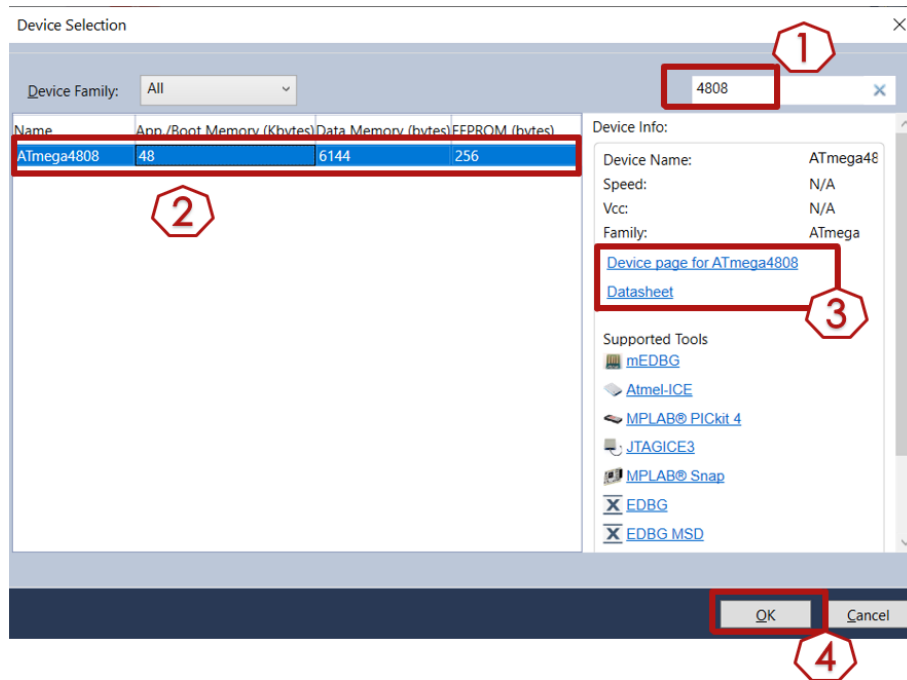 Device Selection
1
Device Family: All 4808
Name App./Boot Memory (Kbytes) Data Memory (bytes) EEPROM (bytes)
ATmega4808 48 6144 256
2
Device Info:
Device Name: ATmega48
Speed: N/A
Vcc: N/A
Family: ATmega
Device page for ATmega4808
Datasheet
3
Supported Tools
mEDBG
Atmel-ICE
MPLAB® PICkit 4
JTAGICE3
MPLAB® Snap
EDBG
EDBG MSD
OK Cancel
4